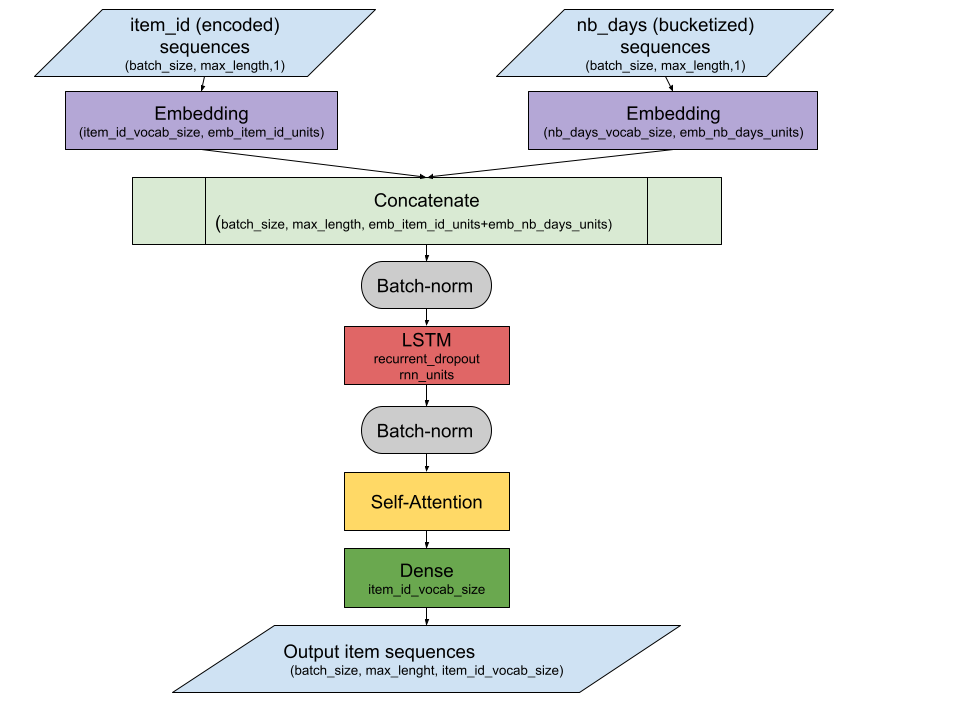 item_id (encoded)
sequences
(batch_size, max_length,1)
nb_days (bucketized)
sequences
(batch_size, max_length,1)
Embedding
(item_id_vocab_size, emb_item_id_units)
Embedding
(nb_days_vocab_size, emb_nb_days_units)
Concatenate
(batch_size, max_length, emb_item_id_units+emb_nb_days_units)
Batch-norm
LSTM
recurrent_dropout
rnn_units
Batch-norm
Self-Attention
Dense
item_id_vocab_size
Output item sequences
(batch_size, max_lenght, item_id_vocab_size)